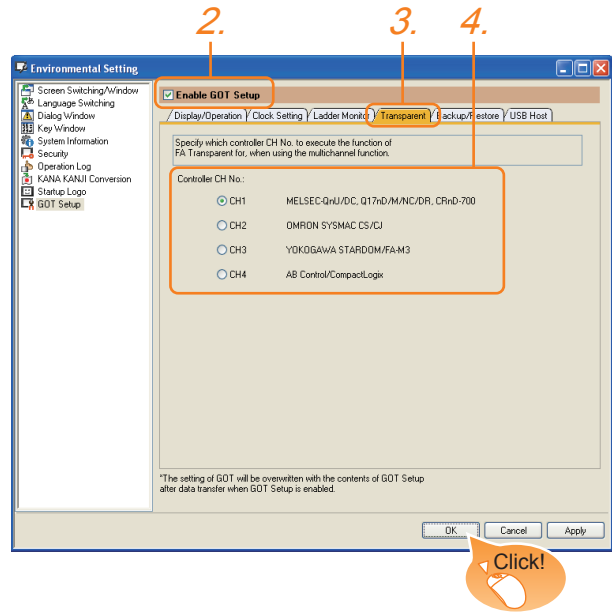 2.
3.
4.
Environmental Setting
Screen Switching/Window
Language Switching
Dialog Window
Key Window
System Information
Security
Operation Log
KANA KANJI Conversion
Startup Logo
GOT Setup
Enable GOT Setup
Display/Operation
Clock Setting
Ladder Monitor
Transparent
Backup/Restore
USB Host
Specify which controller CH No. to execute the function of
FA Transparent for, when using the multichannel function.
Controller CH No.:
CH1 MELSEC-QnU/DC, Q17nD/M/NC/DR, CRnD-700
CH2 OMRON SYSMAC CS/CJ
CH3 YOKOGAWA STARDOM/FA-M3
CH4 AB Control/CompactLogix
*The setting of GOT will be overwritten with the contents of GOT Setup
after data transfer when GOT Setup is enabled.
OK
Cancel
Apply
Click!